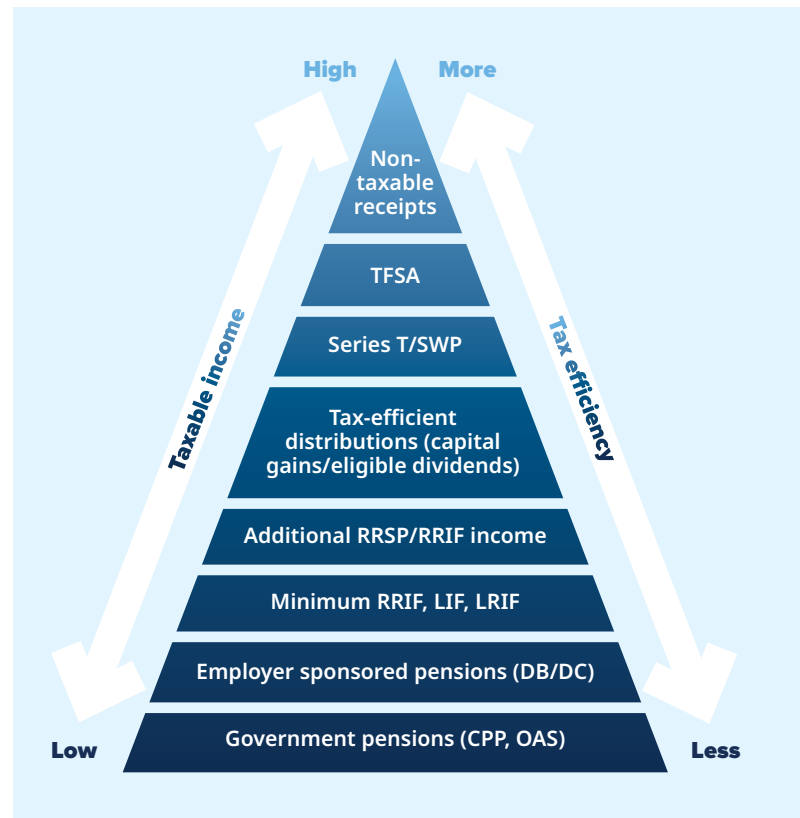 High
More
Non-
taxable
receipts
TFSA
Series T/SWP
Taxable income
Tax efficiency
Tax-efficient
distributions (capital
gains/eligible dividends)
Additional RRSP/RRIF income
Minimum RRIF, LIF, LRIF
Employer sponsored pensions (DB/DC)
Government pensions (CPP, OAS)
Low
Less